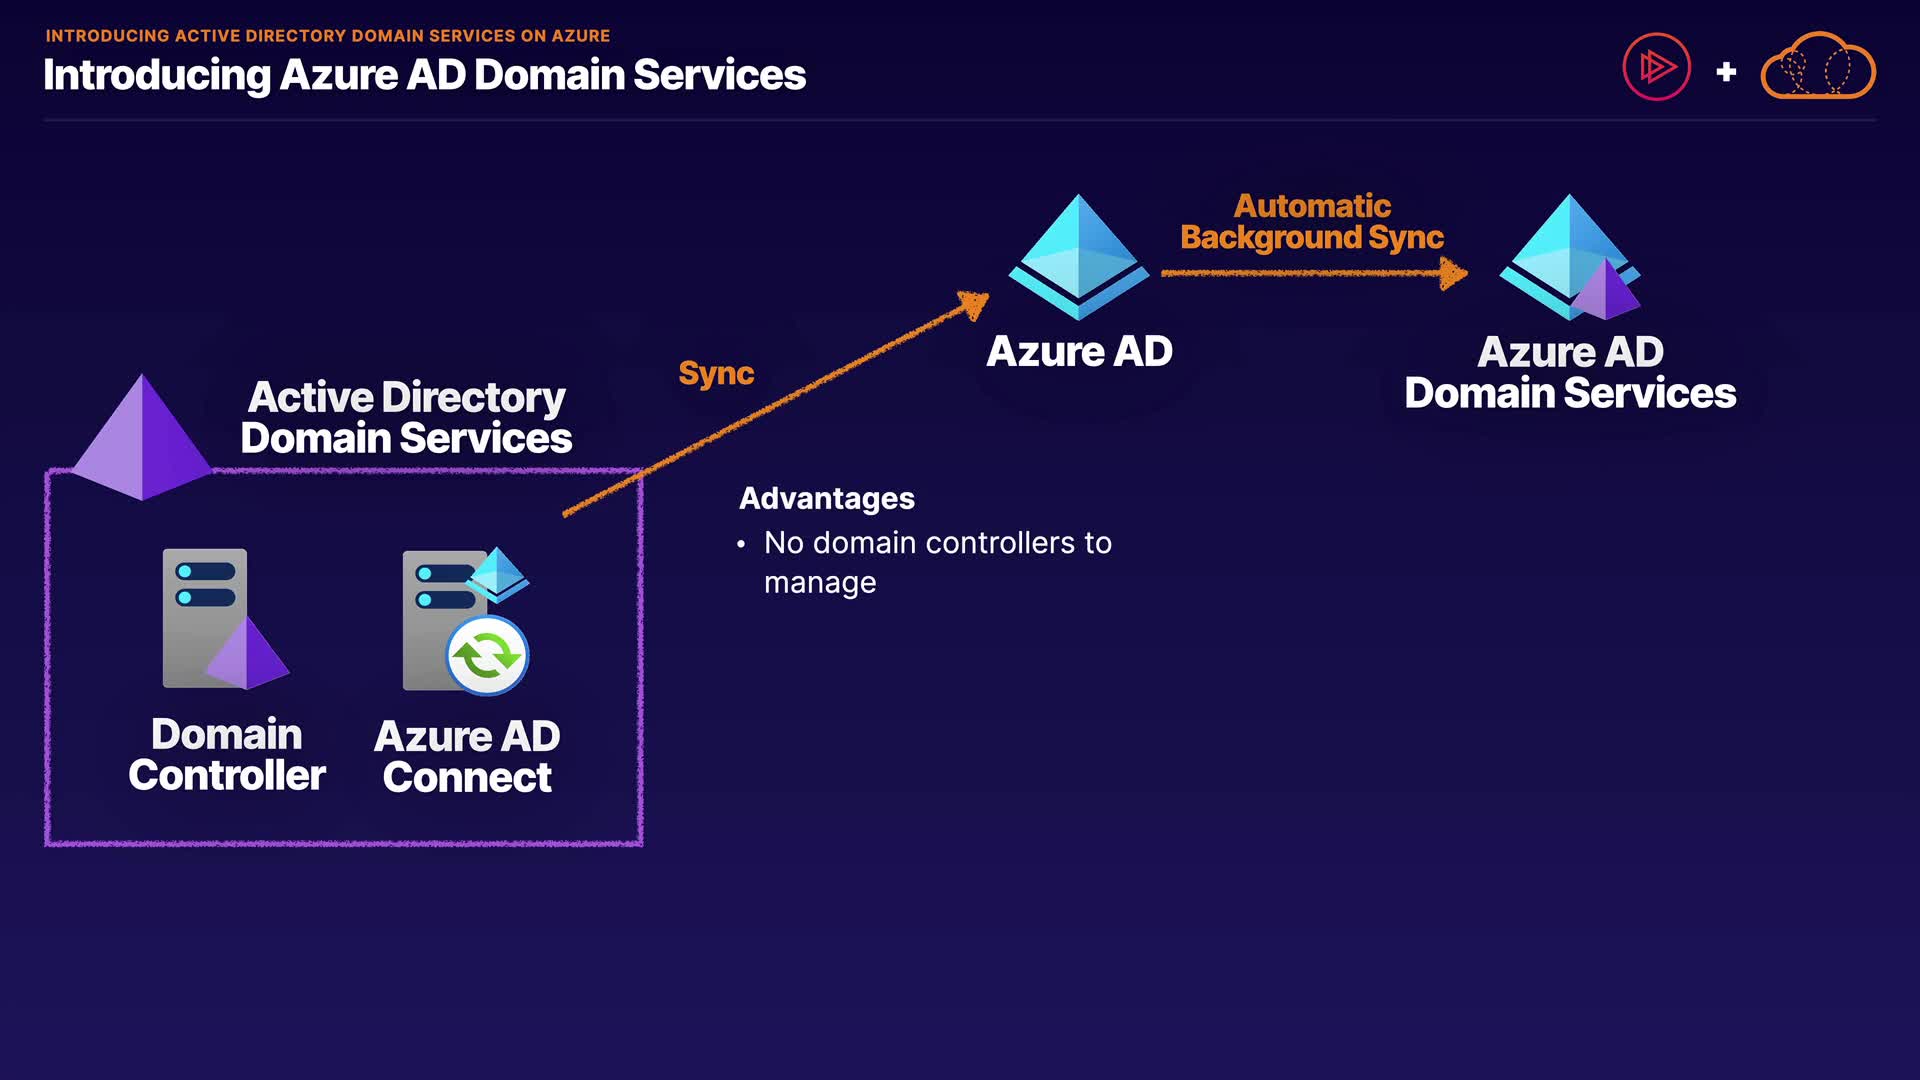 INTRODUCING ACTIVE DIRECTORY DOMAIN SERVICES ON AZURE
Introducing Azure AD Domain Services
Automatic
Background Sync
Azure AD
Azure AD
Domain Services
Sync
Active Directory
Domain Services
Advantages
• No domain controllers to
manage
Domain
Controller
Azure AD
Connect